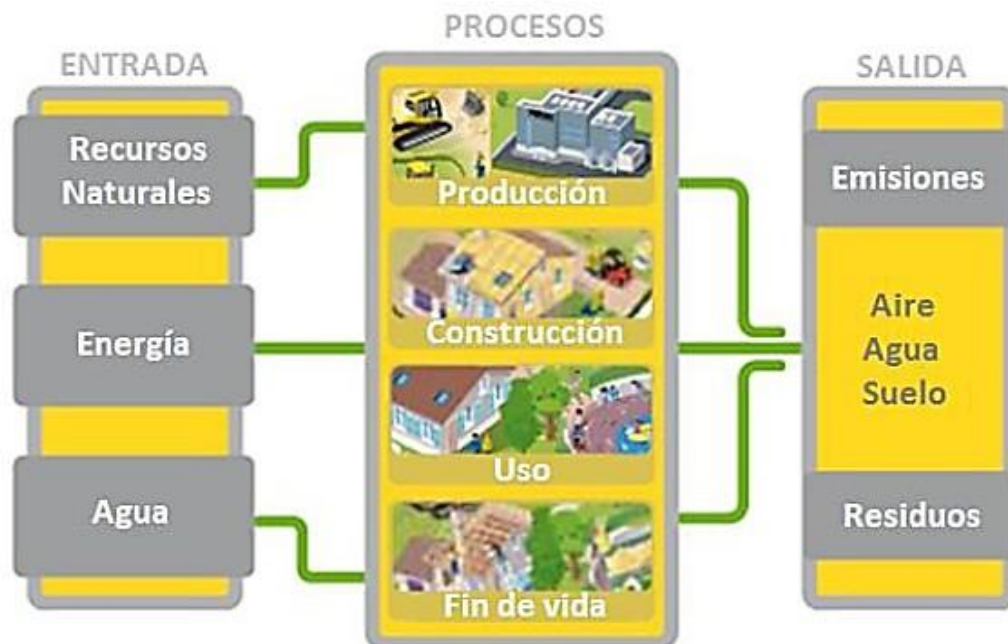 ENTRADA
Recursos
Naturales
Energía
Agua
PROCESOS
Producción
Construcción
Uso
Fin de vida
SALIDA
Emisiones
Aire
Agua
Suelo
Residuos